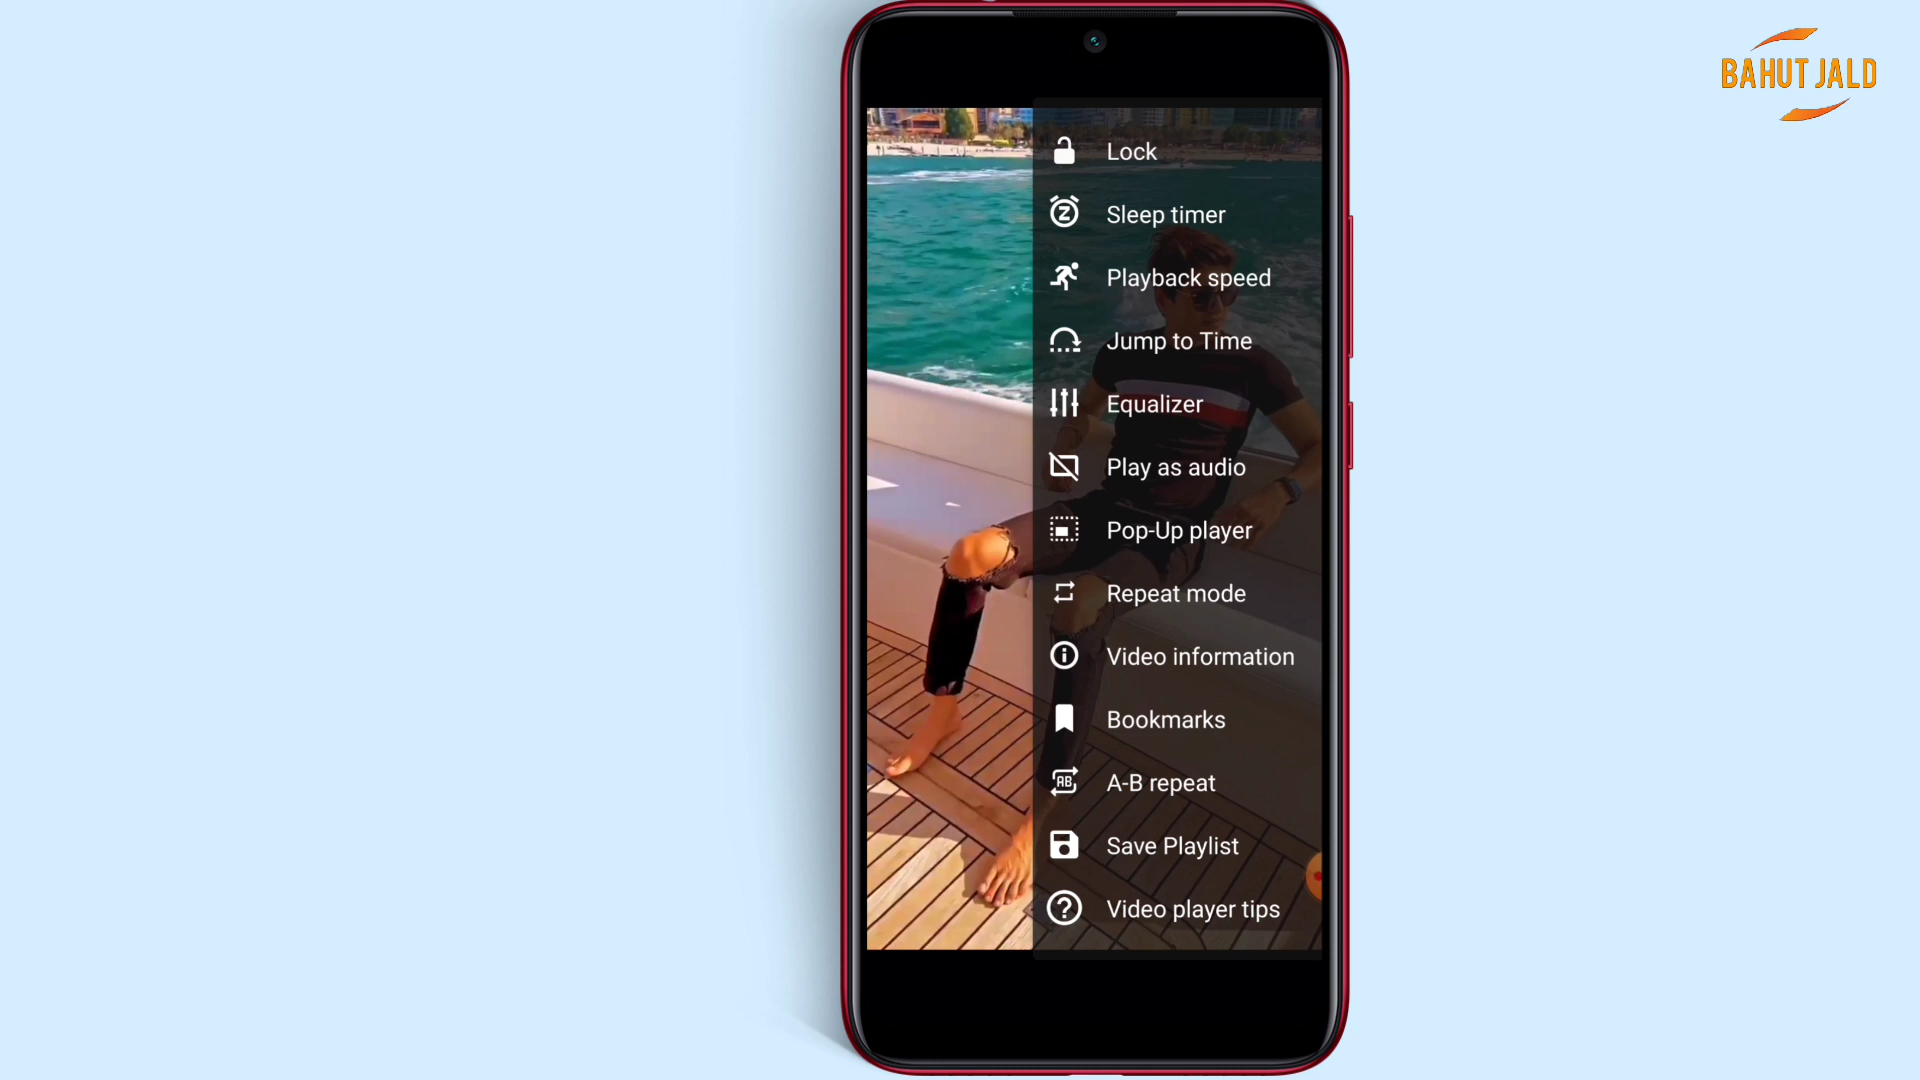 BAHUT JALD
Lock
Sleep timer
Playback speed
Jump to Time
Equalizer
Play as audio
Pop-Up player
Repeat mode
Video information
Bookmarks
A-B repeat
Save Playlist
Video player tips